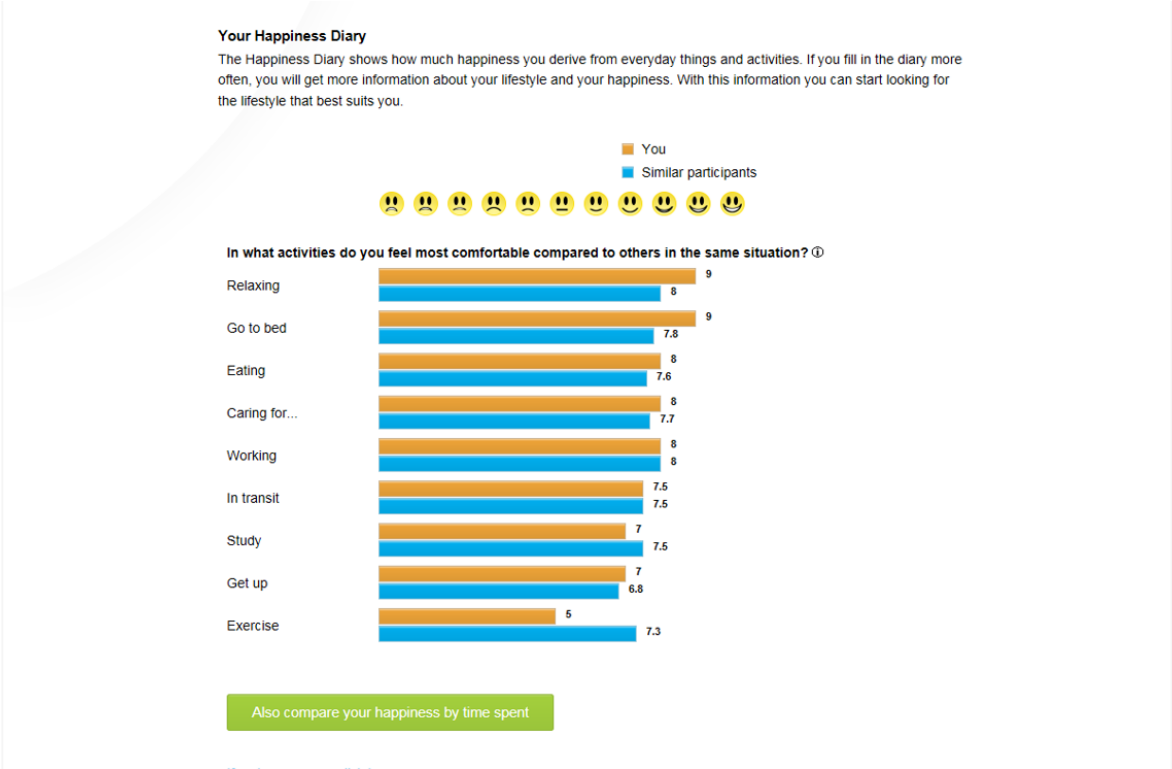 Your Happiness Diary
The Happiness Diary shows how much happiness you derive from everyday things and activities. If you fill in the diary more
often, you will get more information about your lifestyle and your happiness. With this information you can start looking for
the lifestyle that best suits you.
You
Similar participants
In what activities do you feel most comfortable compared to others in the same situation?
Relaxing
9
8
Go to bed
9
7.8
Eating
8
7.6
Caring for...
8
7.7
Working
8
8
In transit
7.5
7.5
Study
7
7.5
Get up
7
6.8
Exercise
5
7.3
Also compare your happiness by time spent